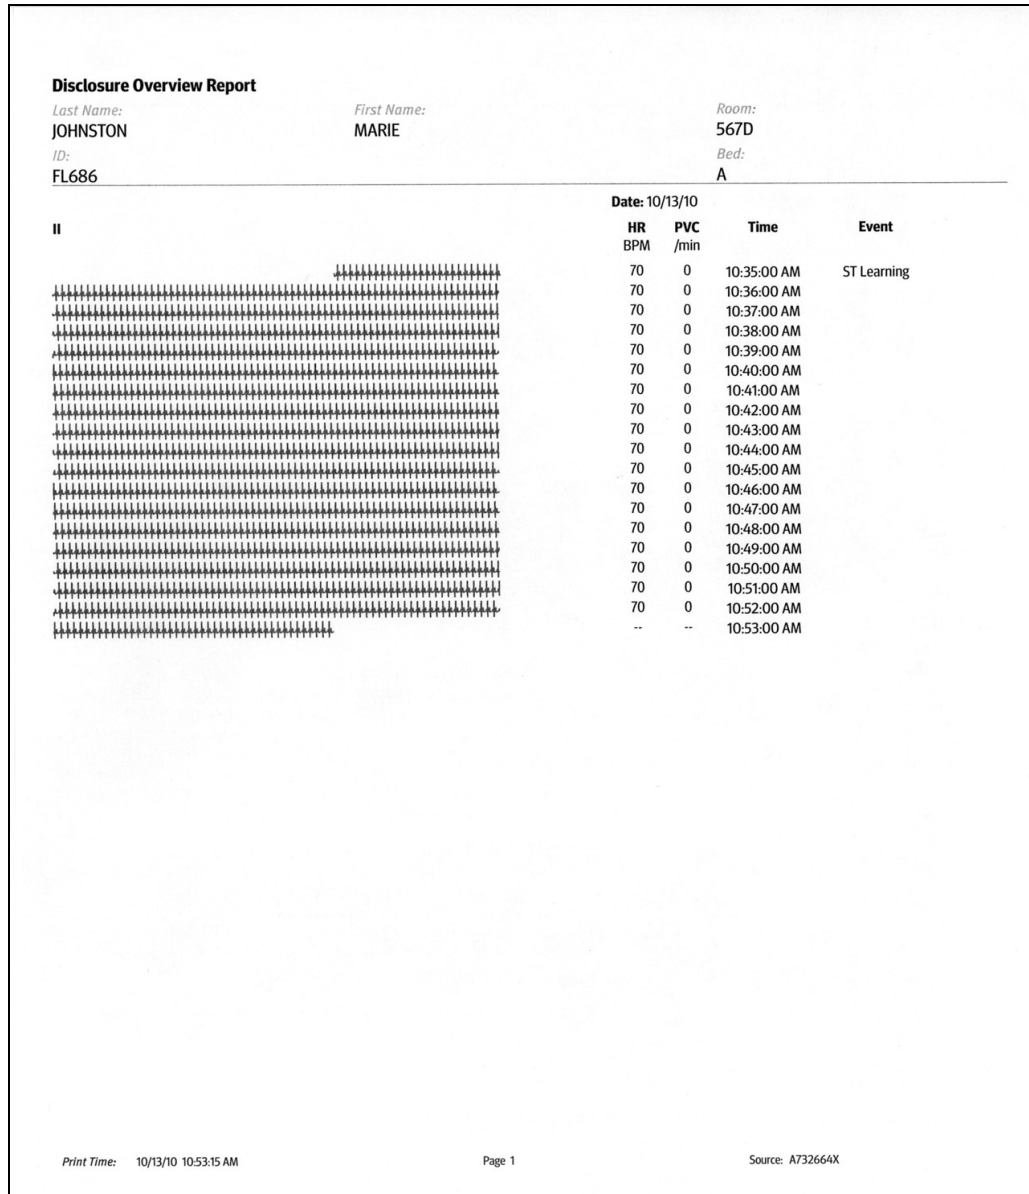 Disclosure Overview Report
Last Name: First Name: Room:
JOHNSTON MARIE 567D
ID: Bed:
FL686 A
Date: 10/13/10
II HR PVC Time Event
BPM /min
70 0 10:35:00 AM ST Learning
70 0 10:36:00 AM
70 0 10:37:00 AM
70 0 10:38:00 AM
70 0 10:39:00 AM
70 0 10:40:00 AM
70 0 10:41:00 AM
70 0 10:42:00 AM
70 0 10:43:00 AM
70 0 10:44:00 AM
70 0 10:45:00 AM
70 0 10:46:00 AM
70 0 10:47:00 AM
70 0 10:48:00 AM
70 0 10:49:00 AM
70 0 10:50:00 AM
70 0 10:51:00 AM
70 0 10:52:00 AM
-- -- 10:53:00 AM
Print Time: 10/13/10 10:53:15 AM Page 1 Source: A732664X